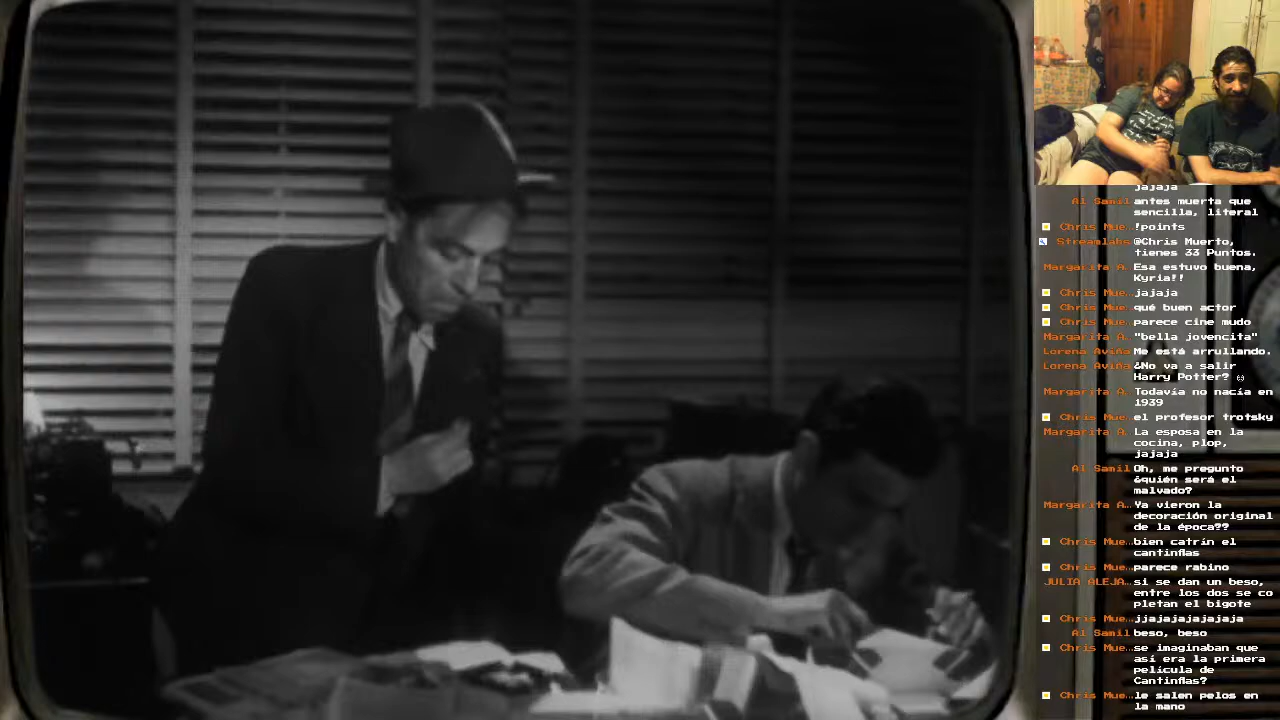 jajaja
Al Samil antes muerta que
sencilla, literal
Chris Mue… !points
Streamlabs @Chris Muerto,
tienes 33 Puntos.
Margarita A… Esa estuvo buena,
Kyria!!
Chris Mue… jajaja
Chris Mue… qué buen actor
Chris Mue… parece cine mudo
Margarita A… "bella jovencita"
Lorena Aviña Me está arrullando.
Lorena Aviña ¿No va a salir
Harry Potter?
Margarita A… Todavía no nacía en
1939
Chris Mue… el profesor trotsky
Margarita A… La esposa en la
cocina, plop,
jajaja
Al Samil Oh, me pregunto
¿quién será el
malvado?
Margarita A… Ya vieron la
decoración original
de la época??
Chris Mue… bien catrín el
cantinflas
Chris Mue… parece rabino
JULIA ALEJA… si se dan un beso,
entre los dos se co
pletan el bigote
Chris Mue… jjajajajajajaja
Al Samil beso, beso
Chris Mue… se imaginaban que
así era la primera
película de
Cantinflas?
Chris Mue… le salen pelos en
la mano